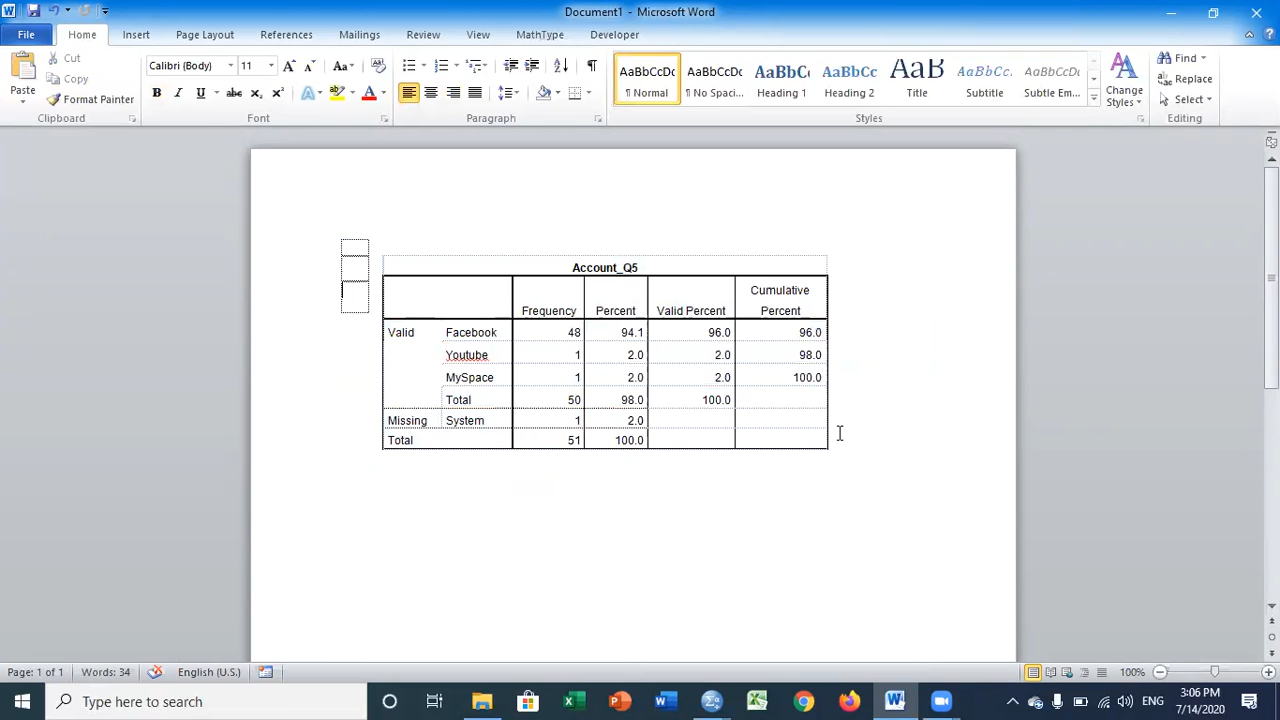 Document1 - Microsoft Word
File Home Insert Page Layout References Mailings Review View MathType Developer
Paste
Cut
Copy
Format Painter
Clipboard
Calibri (Body) 11
Font
Paragraph
AaBbCcDc
¶ Normal
AaBbCcDc
¶ No Spaci...
AaBbC
Heading 1
AaBbCc
Heading 2
AaB
Title
AaBbCc
Subtitle
AaBbCcDc
Subtle Em...
Styles
Change
Styles
Find
Replace
Select
Editing
Account_Q5
Frequency Percent Valid Percent Cumulative Percent
Valid Facebook 48 94.1 96.0 96.0
Youtube 1 2.0 2.0 98.0
MySpace 1 2.0 2.0 100.0
Total 50 98.0 100.0
Missing System 1 2.0
Total 51 100.0
Page: 1 of 1 Words: 34 English (U.S.) 100%
Type here to search
ENG
3:06 PM
7/14/2020